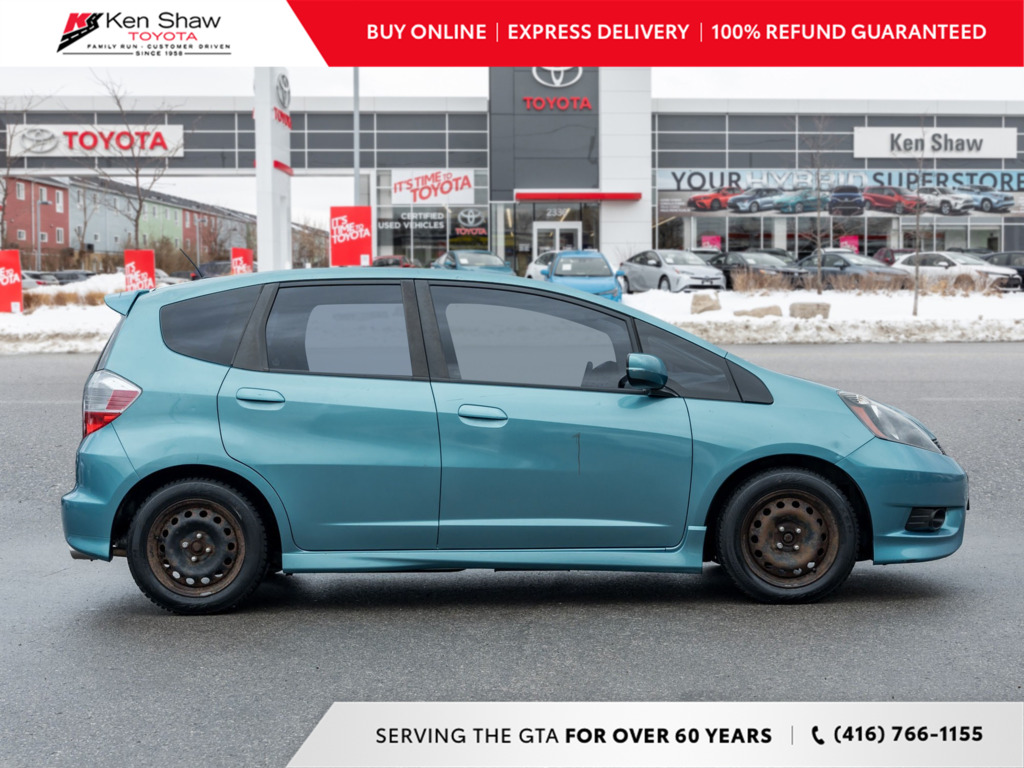 KS Ken Shaw
TOYOTA
FAMILY RUN · CUSTOMER DRIVEN
SINCE 1958
BUY ONLINE | EXPRESS DELIVERY | 100% REFUND GUARANTEED
TOYOTA
TOYOTA
TOYOTA
Ken Shaw
IT'S TIME TO
TOYOTA
YOUR HYBRID SUPERSTORE
CERTIFIED
USED VEHICLES
TOYOTA
IT'S
TIME TO
TOYOTA
SERVING THE GTA FOR OVER 60 YEARS | (416) 766-1155